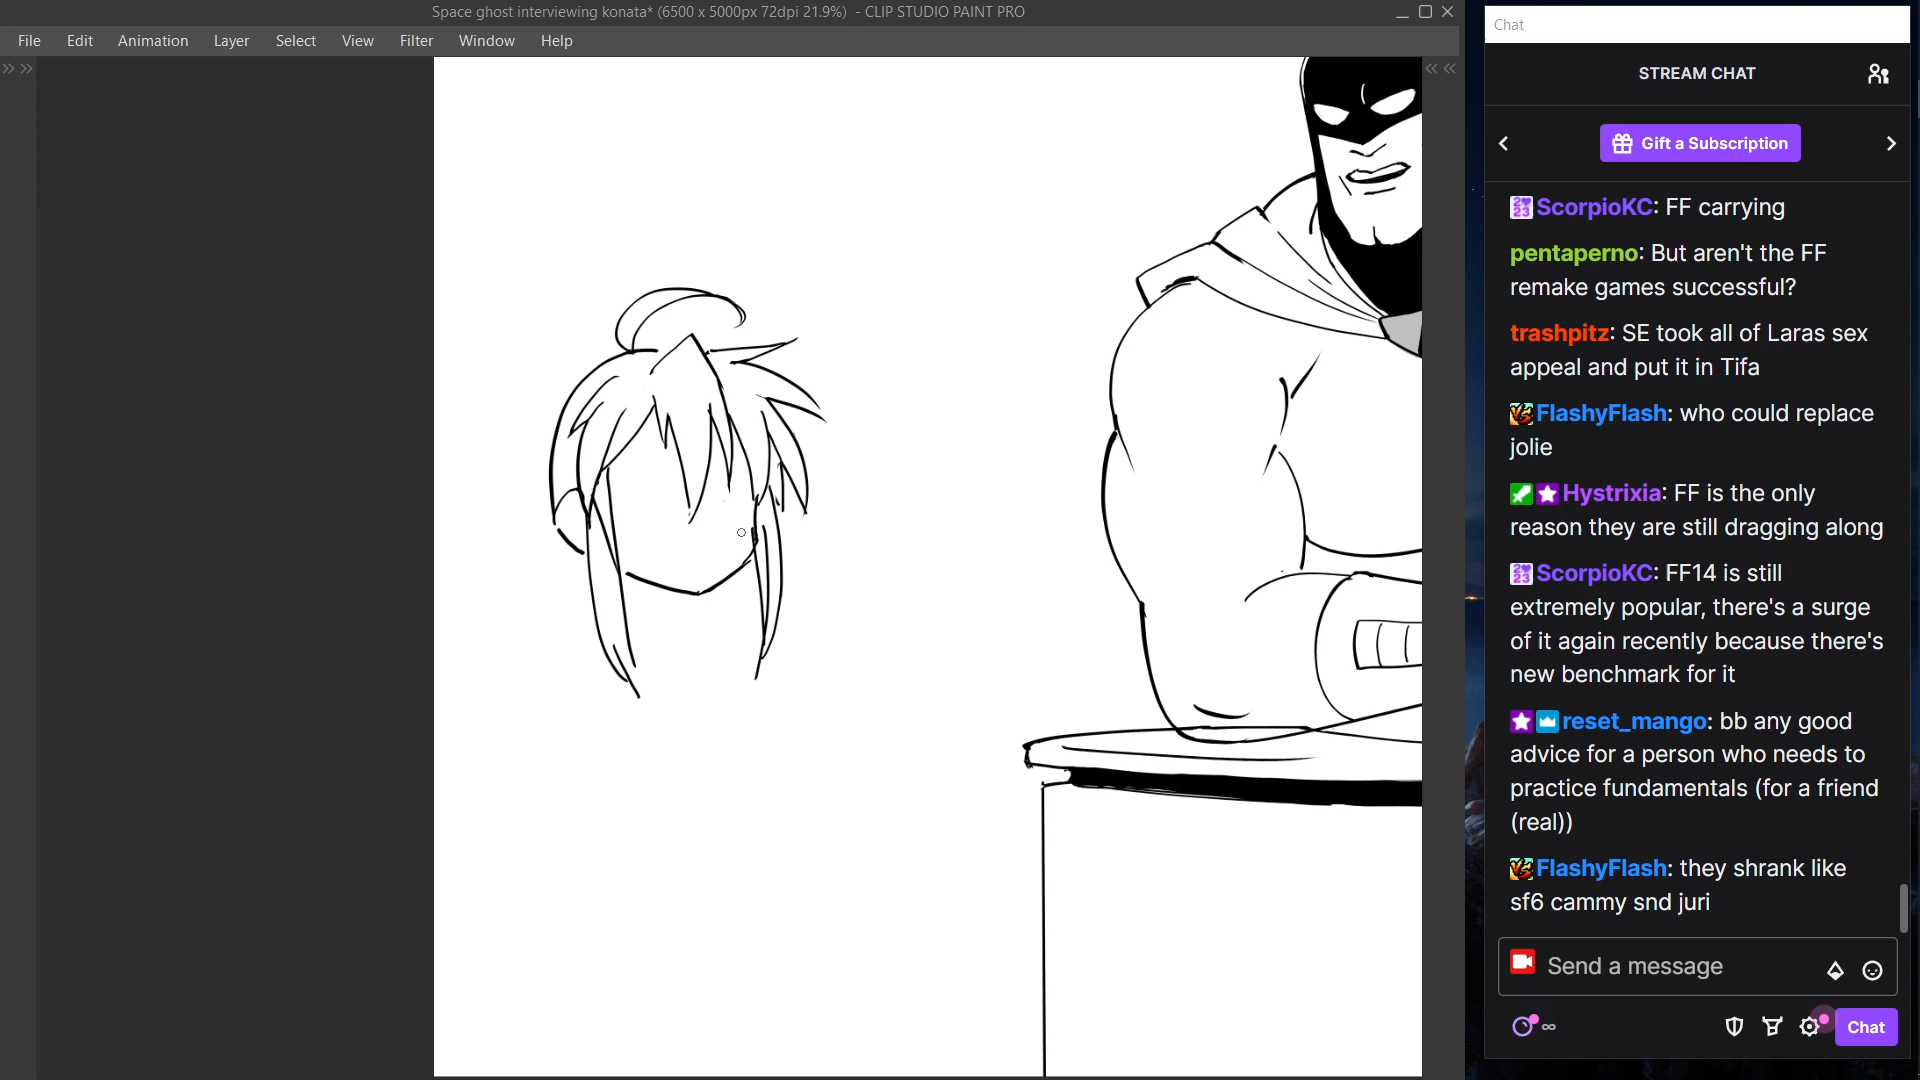 Space ghost interviewing konata* (6500 x 5000px 72dpi 21.9%) - CLIP STUDIO PAINT PRO
File Edit Animation Layer Select View Filter Window Help
Chat
STREAM CHAT
Gift a Subscription
ScorpioKC: FF carrying
pentaperno: But aren't the FF
remake games successful?
trashpitz: SE took all of Laras sex
appeal and put it in Tifa
FlashyFlash: who could replace
jolie
Hystrixia: FF is the only
reason they are still dragging along
ScorpioKC: FF14 is still
extremely popular, there's a surge
of it again recently because there's
new benchmark for it
reset_mango: bb any good
advice for a person who needs to
practice fundamentals (for a friend
(real))
FlashyFlash: they shrank like
sf6 cammy snd juri
Send a message
Chat